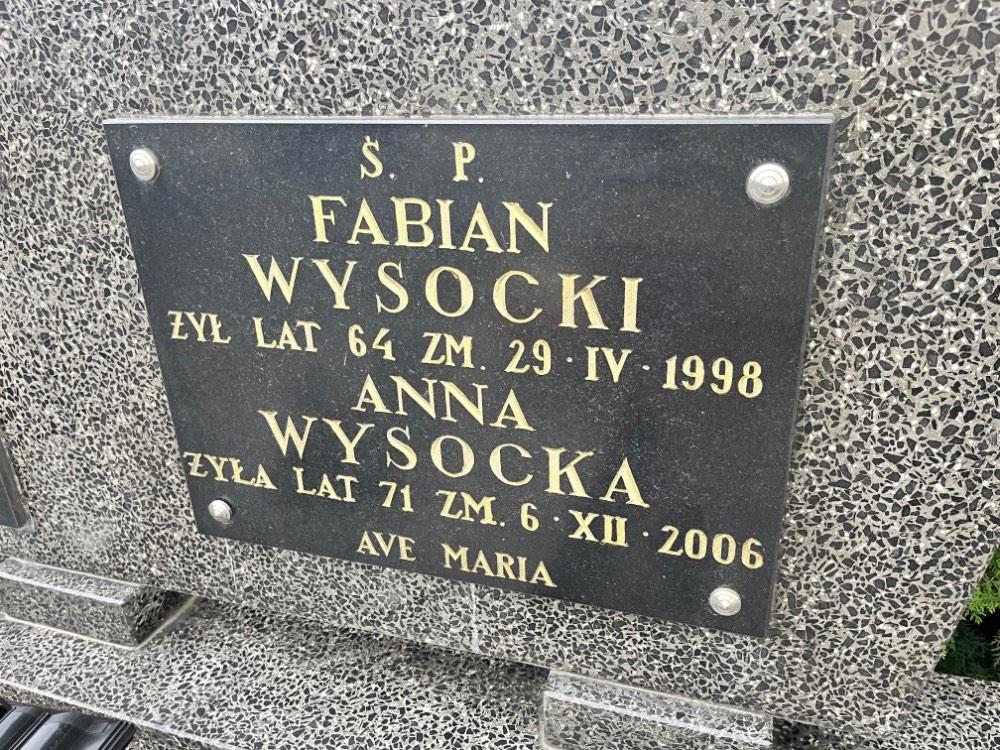 Ś. P.
FABIAN
WYSOCKI
ŻYŁ LAT 64 ZM. 29·IV·1998
ANNA
WYSOCKA
ŻYŁA LAT 71 ZM. 6·XII·2006
AVE MARIA